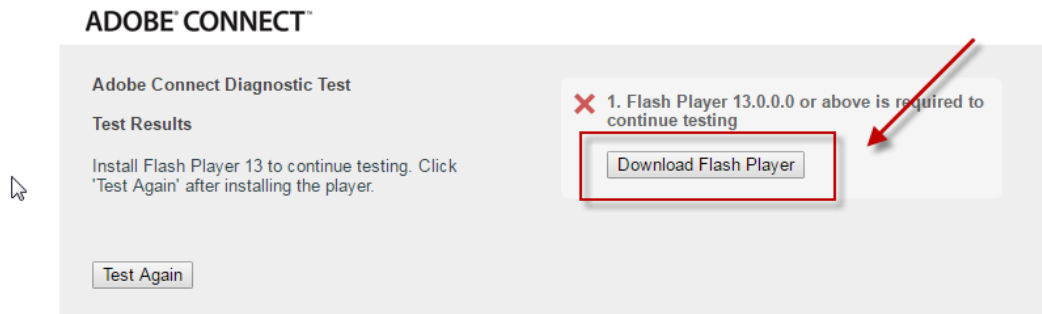 ADOBE® CONNECT™
Adobe Connect Diagnostic Test
Test Results
Install Flash Player 13 to continue testing. Click
'Test Again' after installing the player.
Test Again
1. Flash Player 13.0.0.0 or above is required to
continue testing
Download Flash Player